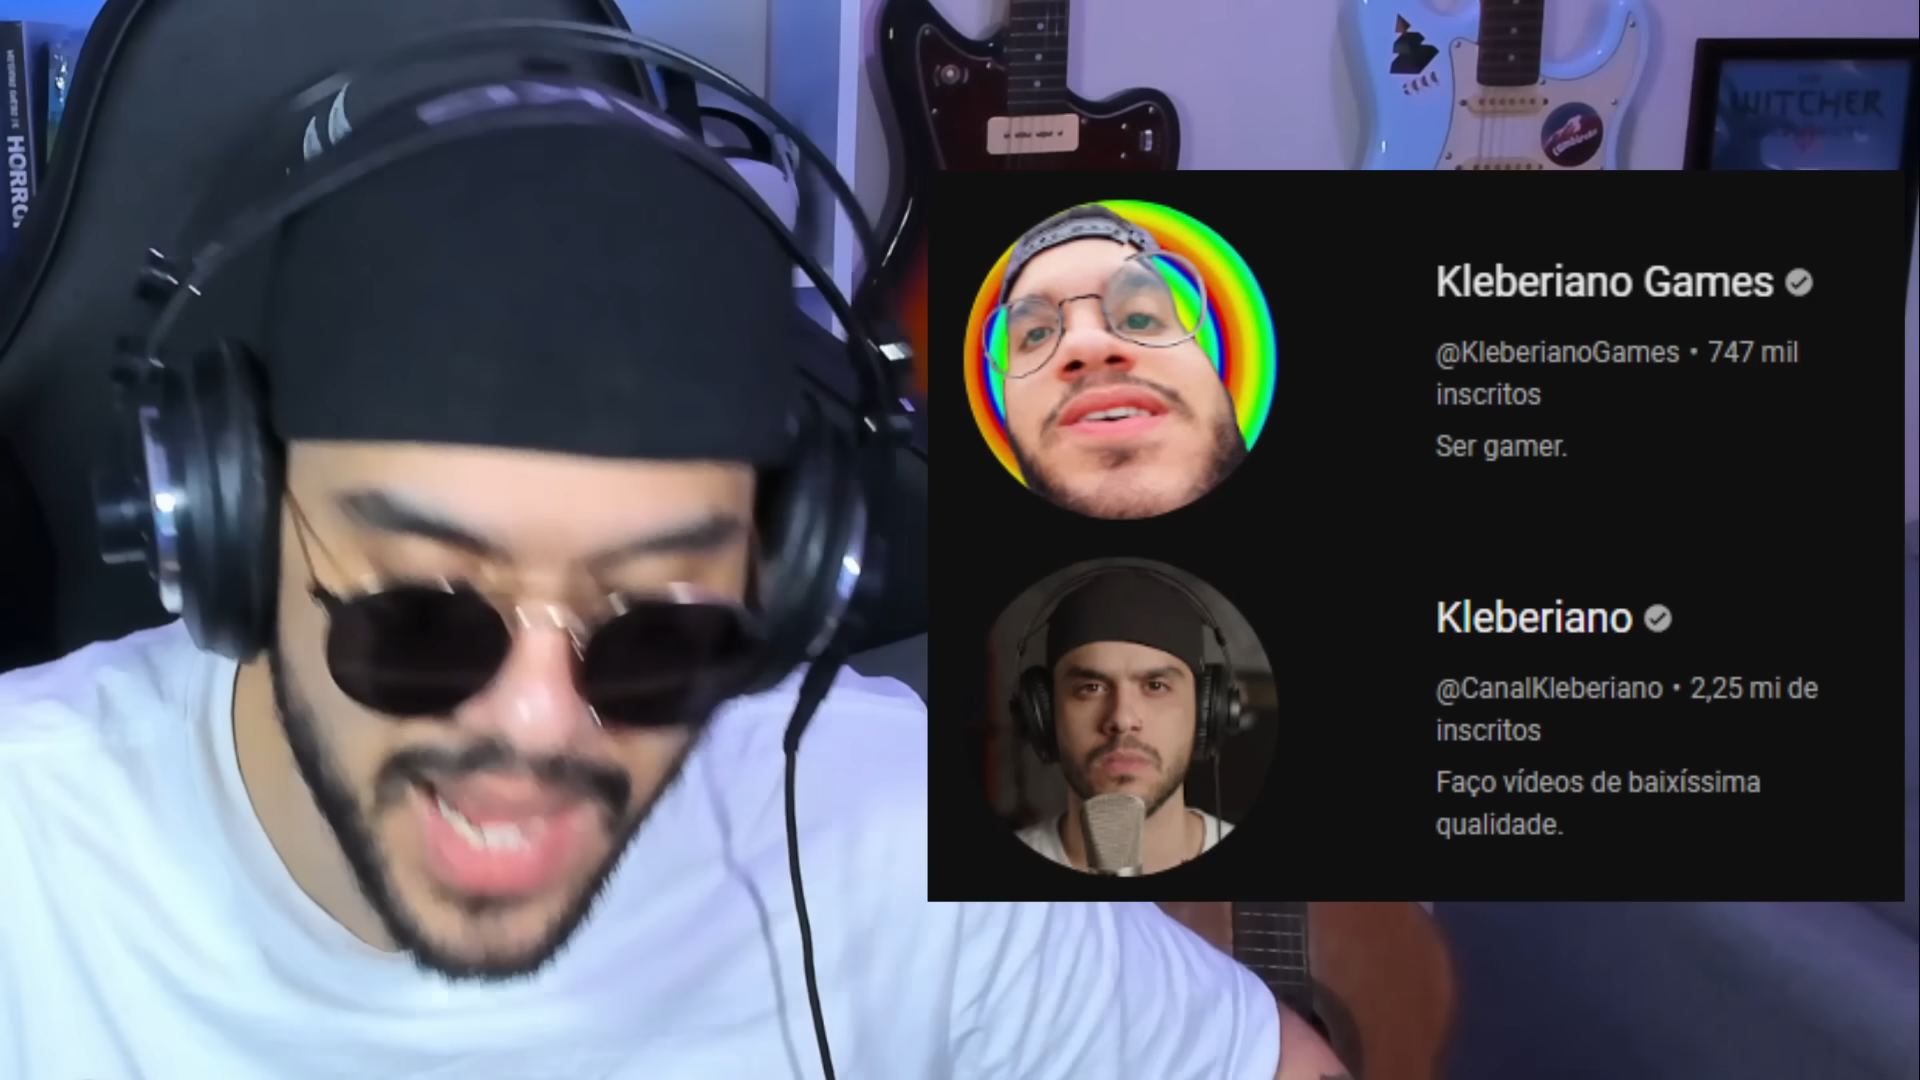 HORRO
WITCHER
Kleberiano Games
@KleberianoGames • 747 mil
inscritos
Ser gamer.
Kleberiano
@CanalKleberiano • 2,25 mi de
inscritos
Faço vídeos de baixíssima
qualidade.